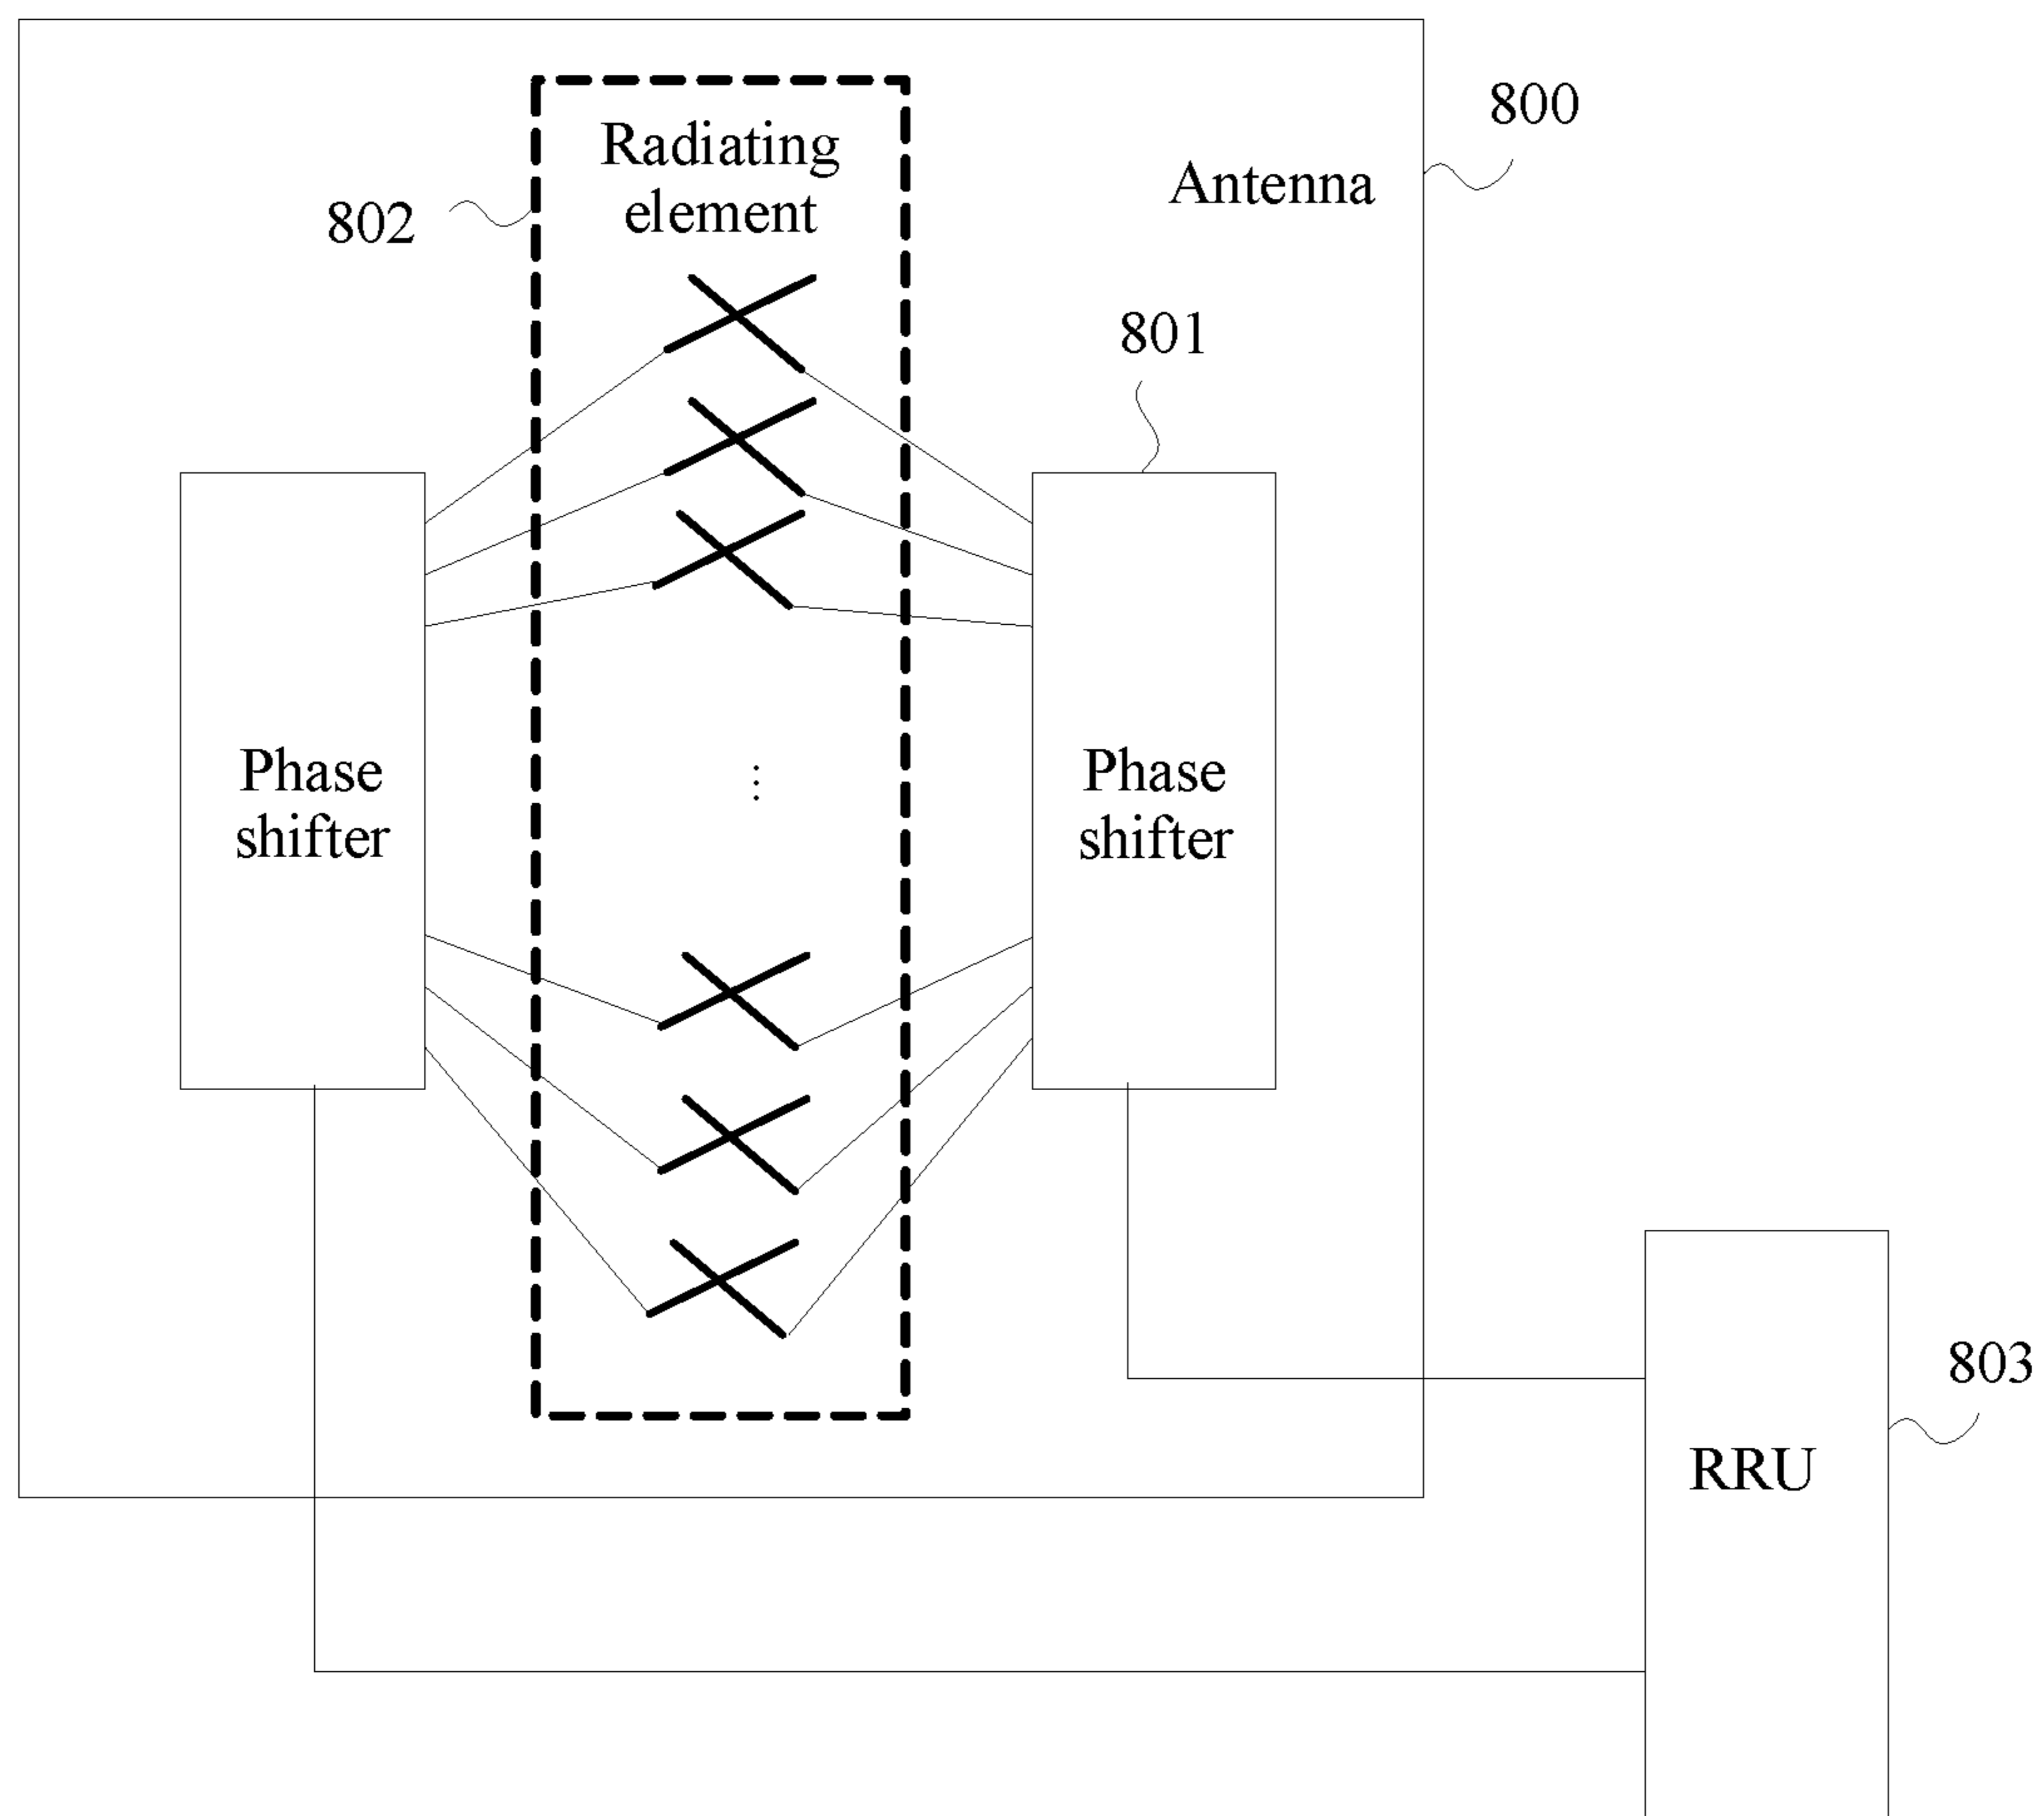 800
Radiating
element
Antenna
802
801
Phase
shifter
Phase
shifter
803
RRU